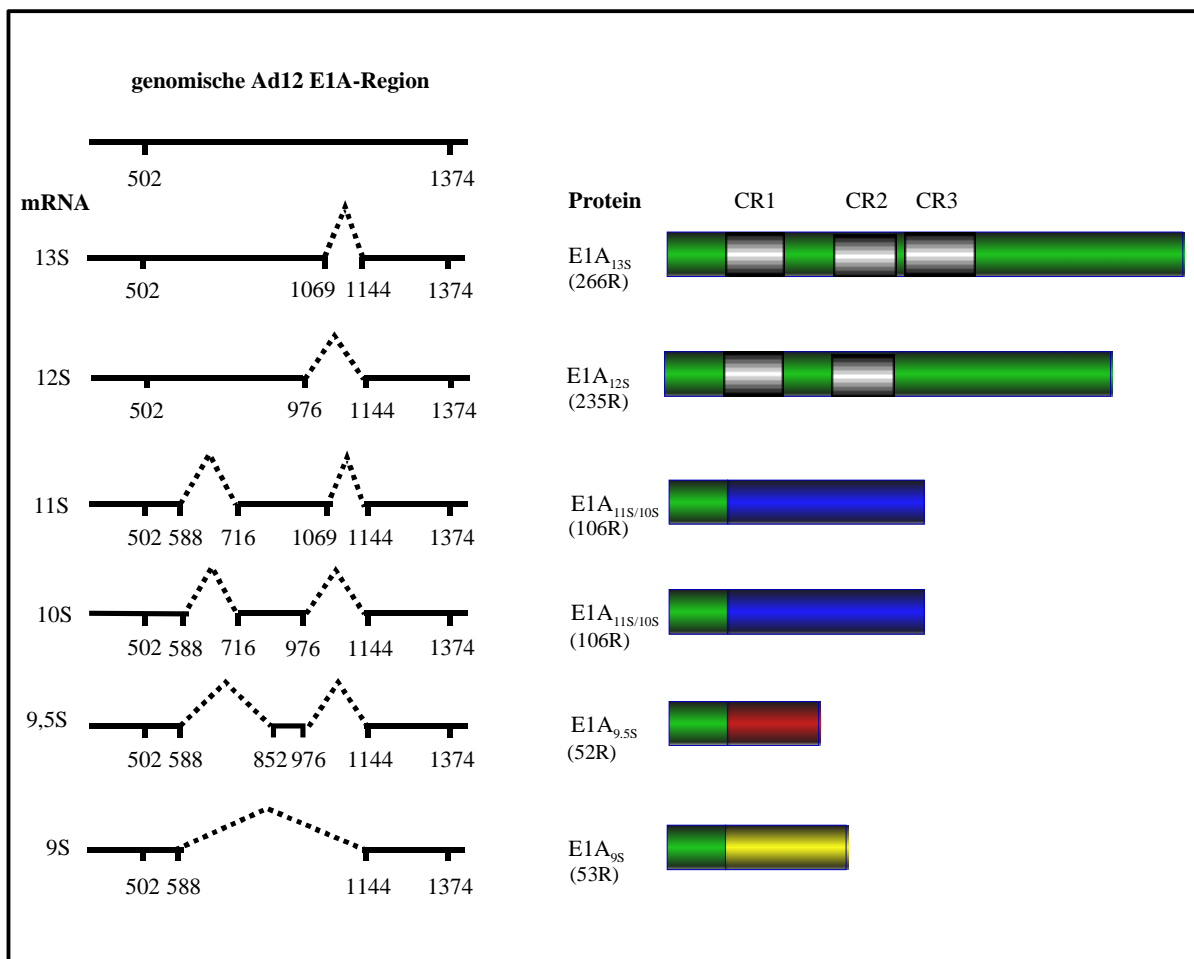 genomische Ad12 E1A-Region
502 1374
mRNA
Protein CR1 CR2 CR3
13S
502 1069 1144 1374
E1A13S
(266R)
12S
502 976 1144 1374
E1A12S
(235R)
11S
502 588 716 1069 1144 1374
E1A11S/10S
(106R)
10S
502 588 716 976 1144 1374
E1A11S/10S
(106R)
9,5S
502 588 852 976 1144 1374
E1A9.5S
(52R)
9S
502 588 1144 1374
E1A9S
(53R)